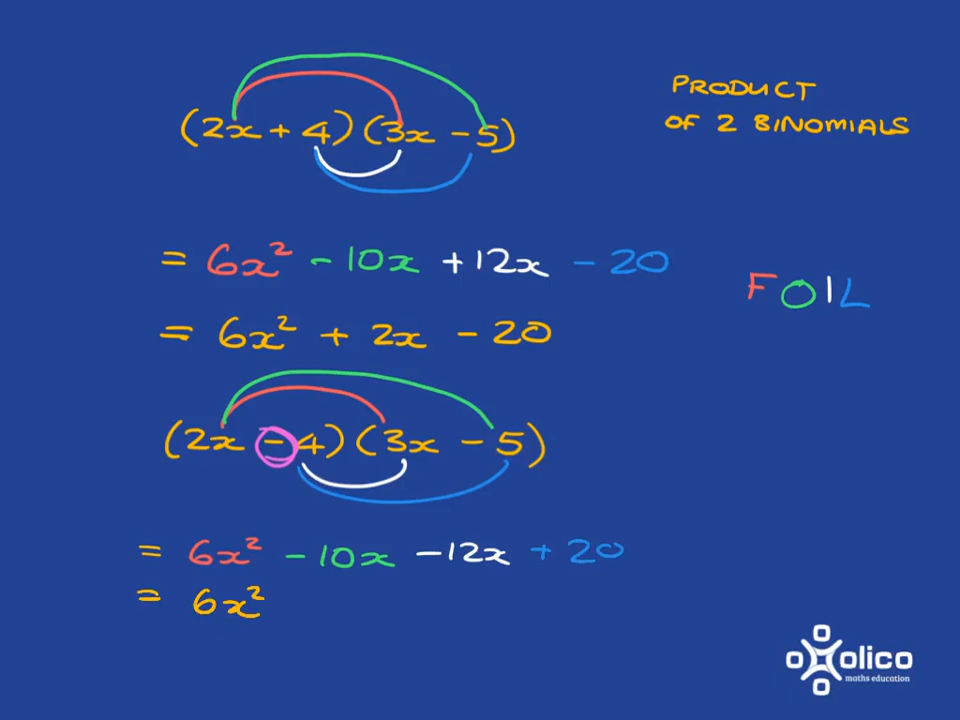 PRODUCT
OF 2 BINOMIALS
(2x + 4)(3x - 5)
= 6x² - 10x + 12x - 20
FOIL
= 6x² + 2x - 20
(2x - 4)(3x - 5)
= 6x² - 10x - 12x + 20
= 6x²
olico
maths education